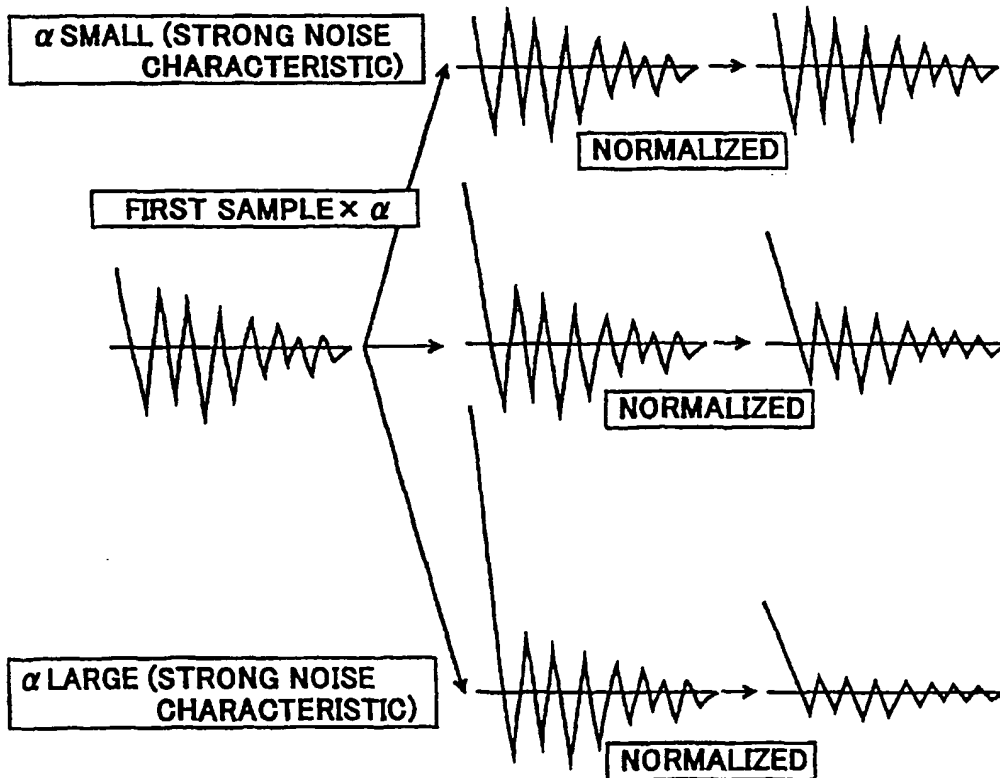 α SMALL (STRONG NOISE
CHARACTERISTIC)
NORMALIZED
FIRST SAMPLE × α
NORMALIZED
α LARGE (STRONG NOISE
CHARACTERISTIC)
NORMALIZED